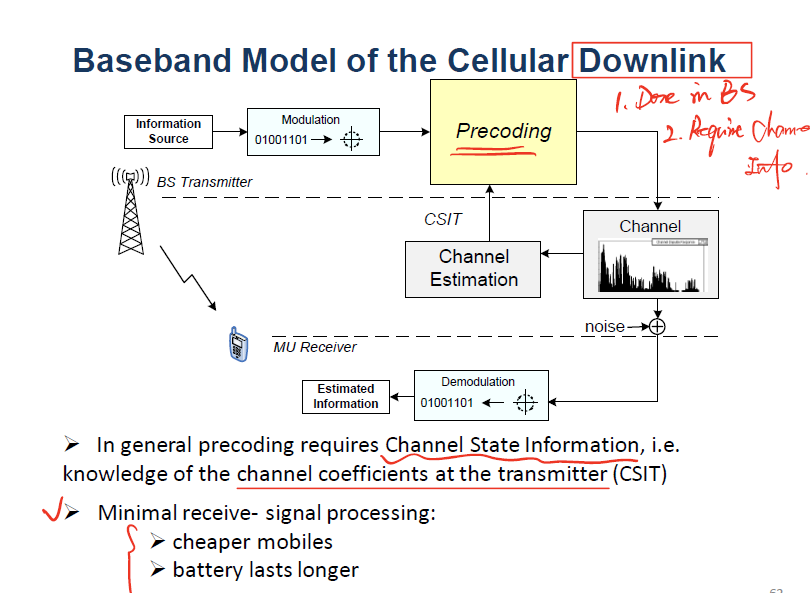 Baseband Model of the Cellular Downlink
1. Done in BS
2. Require Channe
Info.
Information
Source
Modulation
01001101
Precoding
BS Transmitter
CSIT
Channel
Estimation
Channel
noise
MU Receiver
Estimated
Information
Demodulation
01001101
➢ In general precoding requires Channel State Information, i.e.
knowledge of the channel coefficients at the transmitter (CSIT)
➢ Minimal receive- signal processing:
➢ cheaper mobiles
➢ battery lasts longer